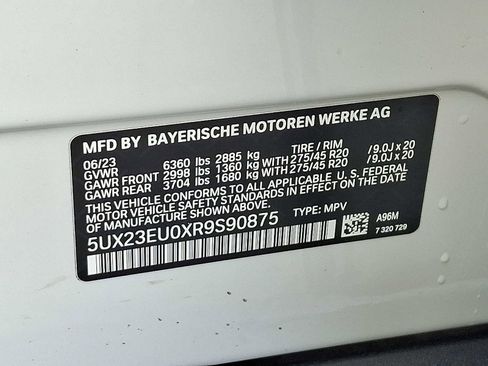 MFD BY BAYERISCHE MOTOREN WERKE AG
06/23 TIRE / RIM
GVWR 6360 lbs 2885 kg
GAWR FRONT 2998 lbs 1360 kg WITH 275/45 R20 / 9.0J x 20
GAWR REAR 3704 lbs 1680 kg WITH 275/45 R20 / 9.0J x 20
THIS VEHICLE CONFORMS TO ALL APPLICABLE U. S. FEDERAL
MOTOR VEHICLE SAFETY STANDARDS IN EFFECT ON THE DATE
OF MANUFACTURE SHOWN ABOVE.
5UX23EU0XR9S90875 TYPE: MPV
A96M
7 320 729